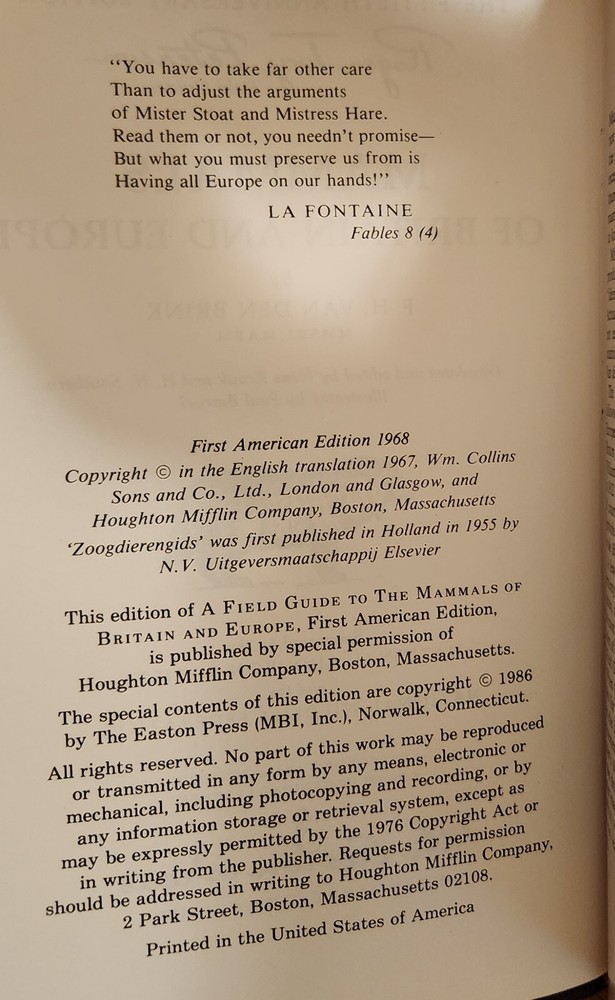 “You have to take far other care
Than to adjust the arguments
of Mister Stoat and Mistress Hare.
Read them or not, you needn't promise—
But what you must preserve us from is
Having all Europe on our hands!”
LA FONTAINE
Fables 8 (4)
First American Edition 1968
Copyright © in the English translation 1967, Wm. Collins
Sons and Co., Ltd., London and Glasgow, and
Houghton Mifflin Company, Boston, Massachusetts
'Zoogdierengids' was first published in Holland in 1955 by
N.V. Uitgeversmaatschappij Elsevier
This edition of A FIELD GUIDE TO THE MAMMALS OF
BRITAIN AND EUROPE, First American Edition,
is published by special permission of
Houghton Mifflin Company, Boston, Massachusetts.
The special contents of this edition are copyright © 1986
by The Easton Press (MBI, Inc.), Norwalk, Connecticut.
All rights reserved. No part of this work may be reproduced
or transmitted in any form by any means, electronic or
mechanical, including photocopying and recording, or by
any information storage or retrieval system, except as
may be expressly permitted by the 1976 Copyright Act or
in writing from the publisher. Requests for permission
should be addressed in writing to Houghton Mifflin Company,
2 Park Street, Boston, Massachusetts 02108.
Printed in the United States of America